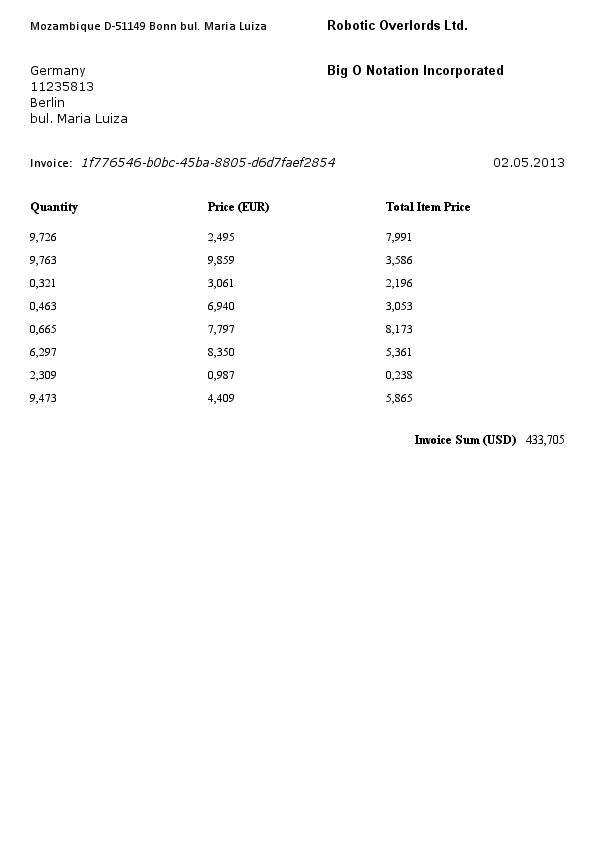 Mozambique D-51149 Bonn bul. Maria Luiza Robotic Overlords Ltd.
Germany Big O Notation Incorporated
11235813
Berlin
bul. Maria Luiza
Invoice: 1f776546-b0bc-45ba-8805-d6d7faef2854 02.05.2013
Quantity Price (EUR) Total Item Price
9,726 2,495 7,991
9,763 9,859 3,586
0,321 3,061 2,196
0,463 6,940 3,053
0,665 7,797 8,173
6,297 8,350 5,361
2,309 0,987 0,238
9,473 4,409 5,865
Invoice Sum (USD) 433,705